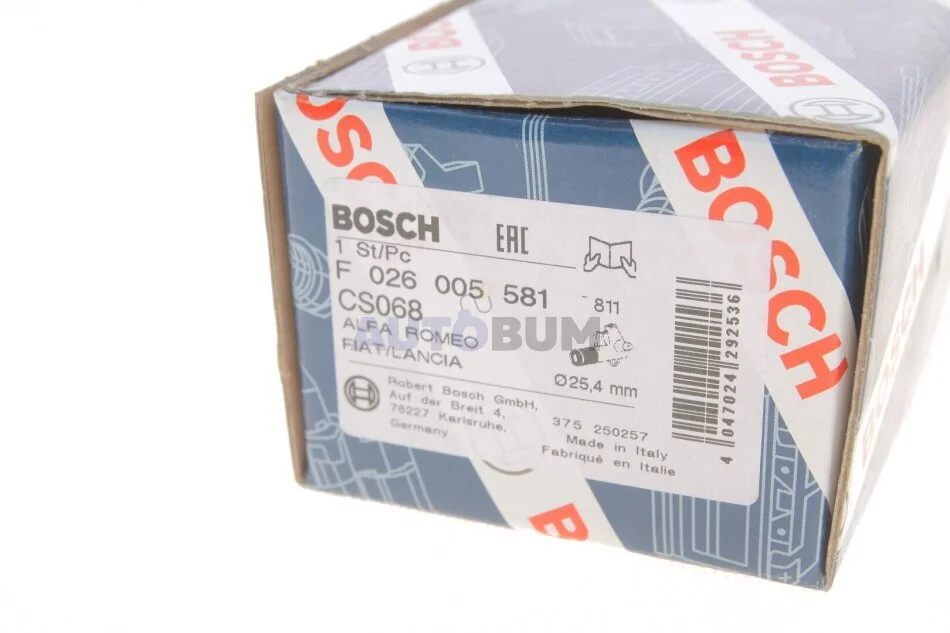 BOSCH
BOSCH
BOSCH
BOSCH
BOSCH EAC
1 St/Pc
F 026 005 581 811
CS068
ALFA ROMEO
FIAT/LANCIA
AUTOBUM
Ø25,4 mm
Robert Bosch GmbH,
Auf der Breit 4,
76227 Karlsruhe,
Germany
375 250257
Made in Italy
Fabriqué en Italie
4 047024 292536
B